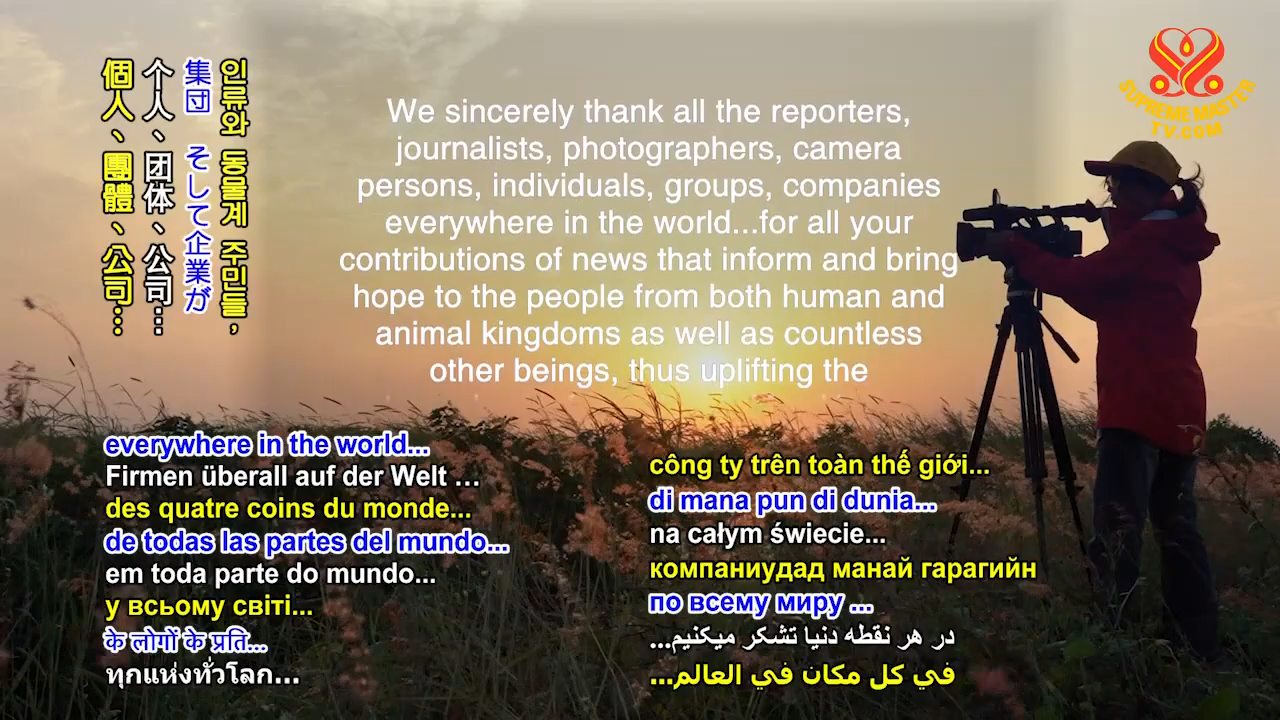 個人、團體、公司…
个人、团体、公司…
集団 そして企業が
인류와 동물계 주민들,
SUPREME MASTER
TV.COM
We sincerely thank all the reporters,
journalists, photographers, camera
persons, individuals, groups, companies
everywhere in the world...for all your
contributions of news that inform and bring
hope to the people from both human and
animal kingdoms as well as countless
other beings, thus uplifting the
everywhere in the world...
Firmen überall auf der Welt …
des quatre coins du monde...
de todas las partes del mundo...
em toda parte do mundo...
у всьому світі...
के लोगों के प्रति...
ทุกแห่งทั่วโลก...
công ty trên toàn thế giới...
di mana pun di dunia...
na całym świecie...
компаниудад манай гарагийн
по всему миру ...
در هر نقطه دنیا تشکر میکنیم...
في كل مكان في العالم...